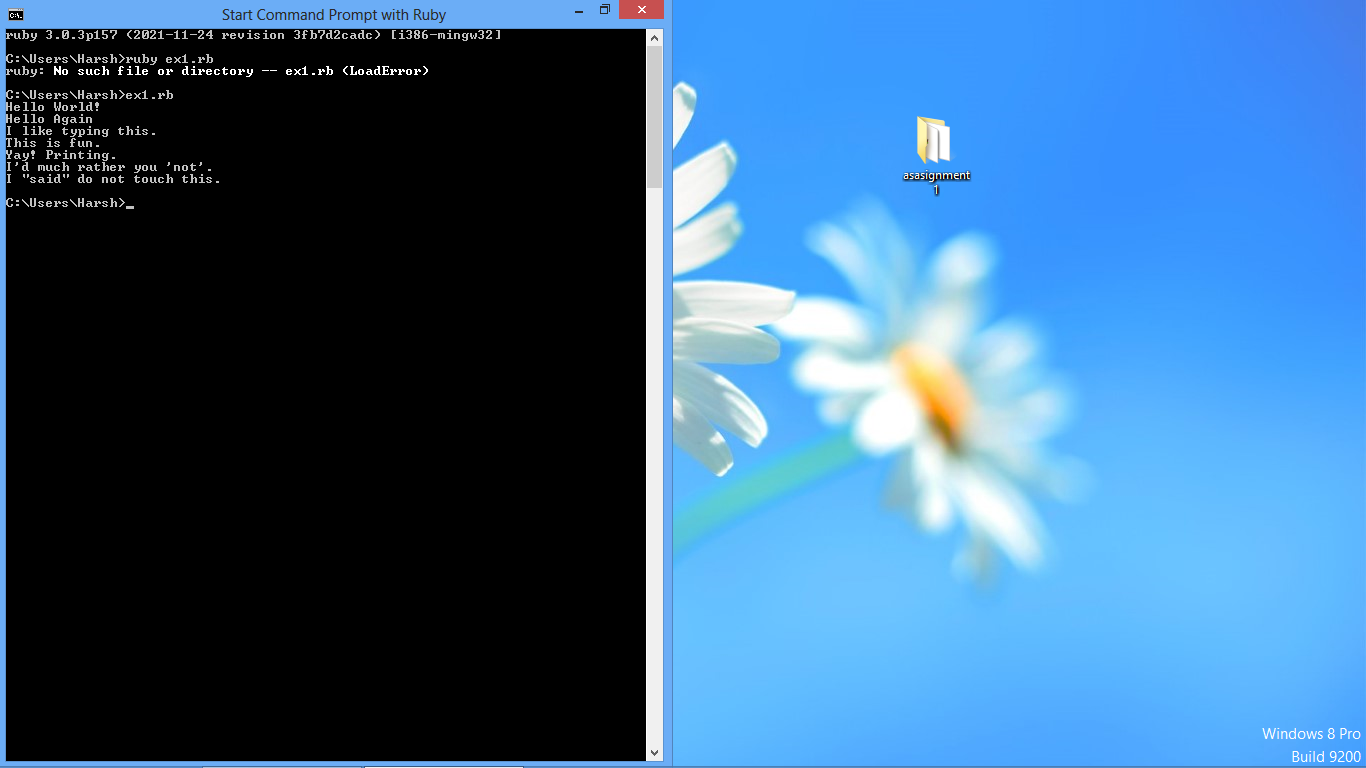 Start Command Prompt with Ruby
ruby 3.0.3p157 (2021-11-24 revision 3fb7d2cadc) [i386-mingw32]
C:\Users\Harsh>ruby ex1.rb
ruby: No such file or directory -- ex1.rb (LoadError)
C:\Users\Harsh>ex1.rb
Hello World!
Hello Again
I like typing this.
This is fun.
Yay! Printing.
I'd much rather you 'not'.
I "said" do not touch this.
C:\Users\Harsh>_
asasignment
1
Windows 8 Pro
Build 9200